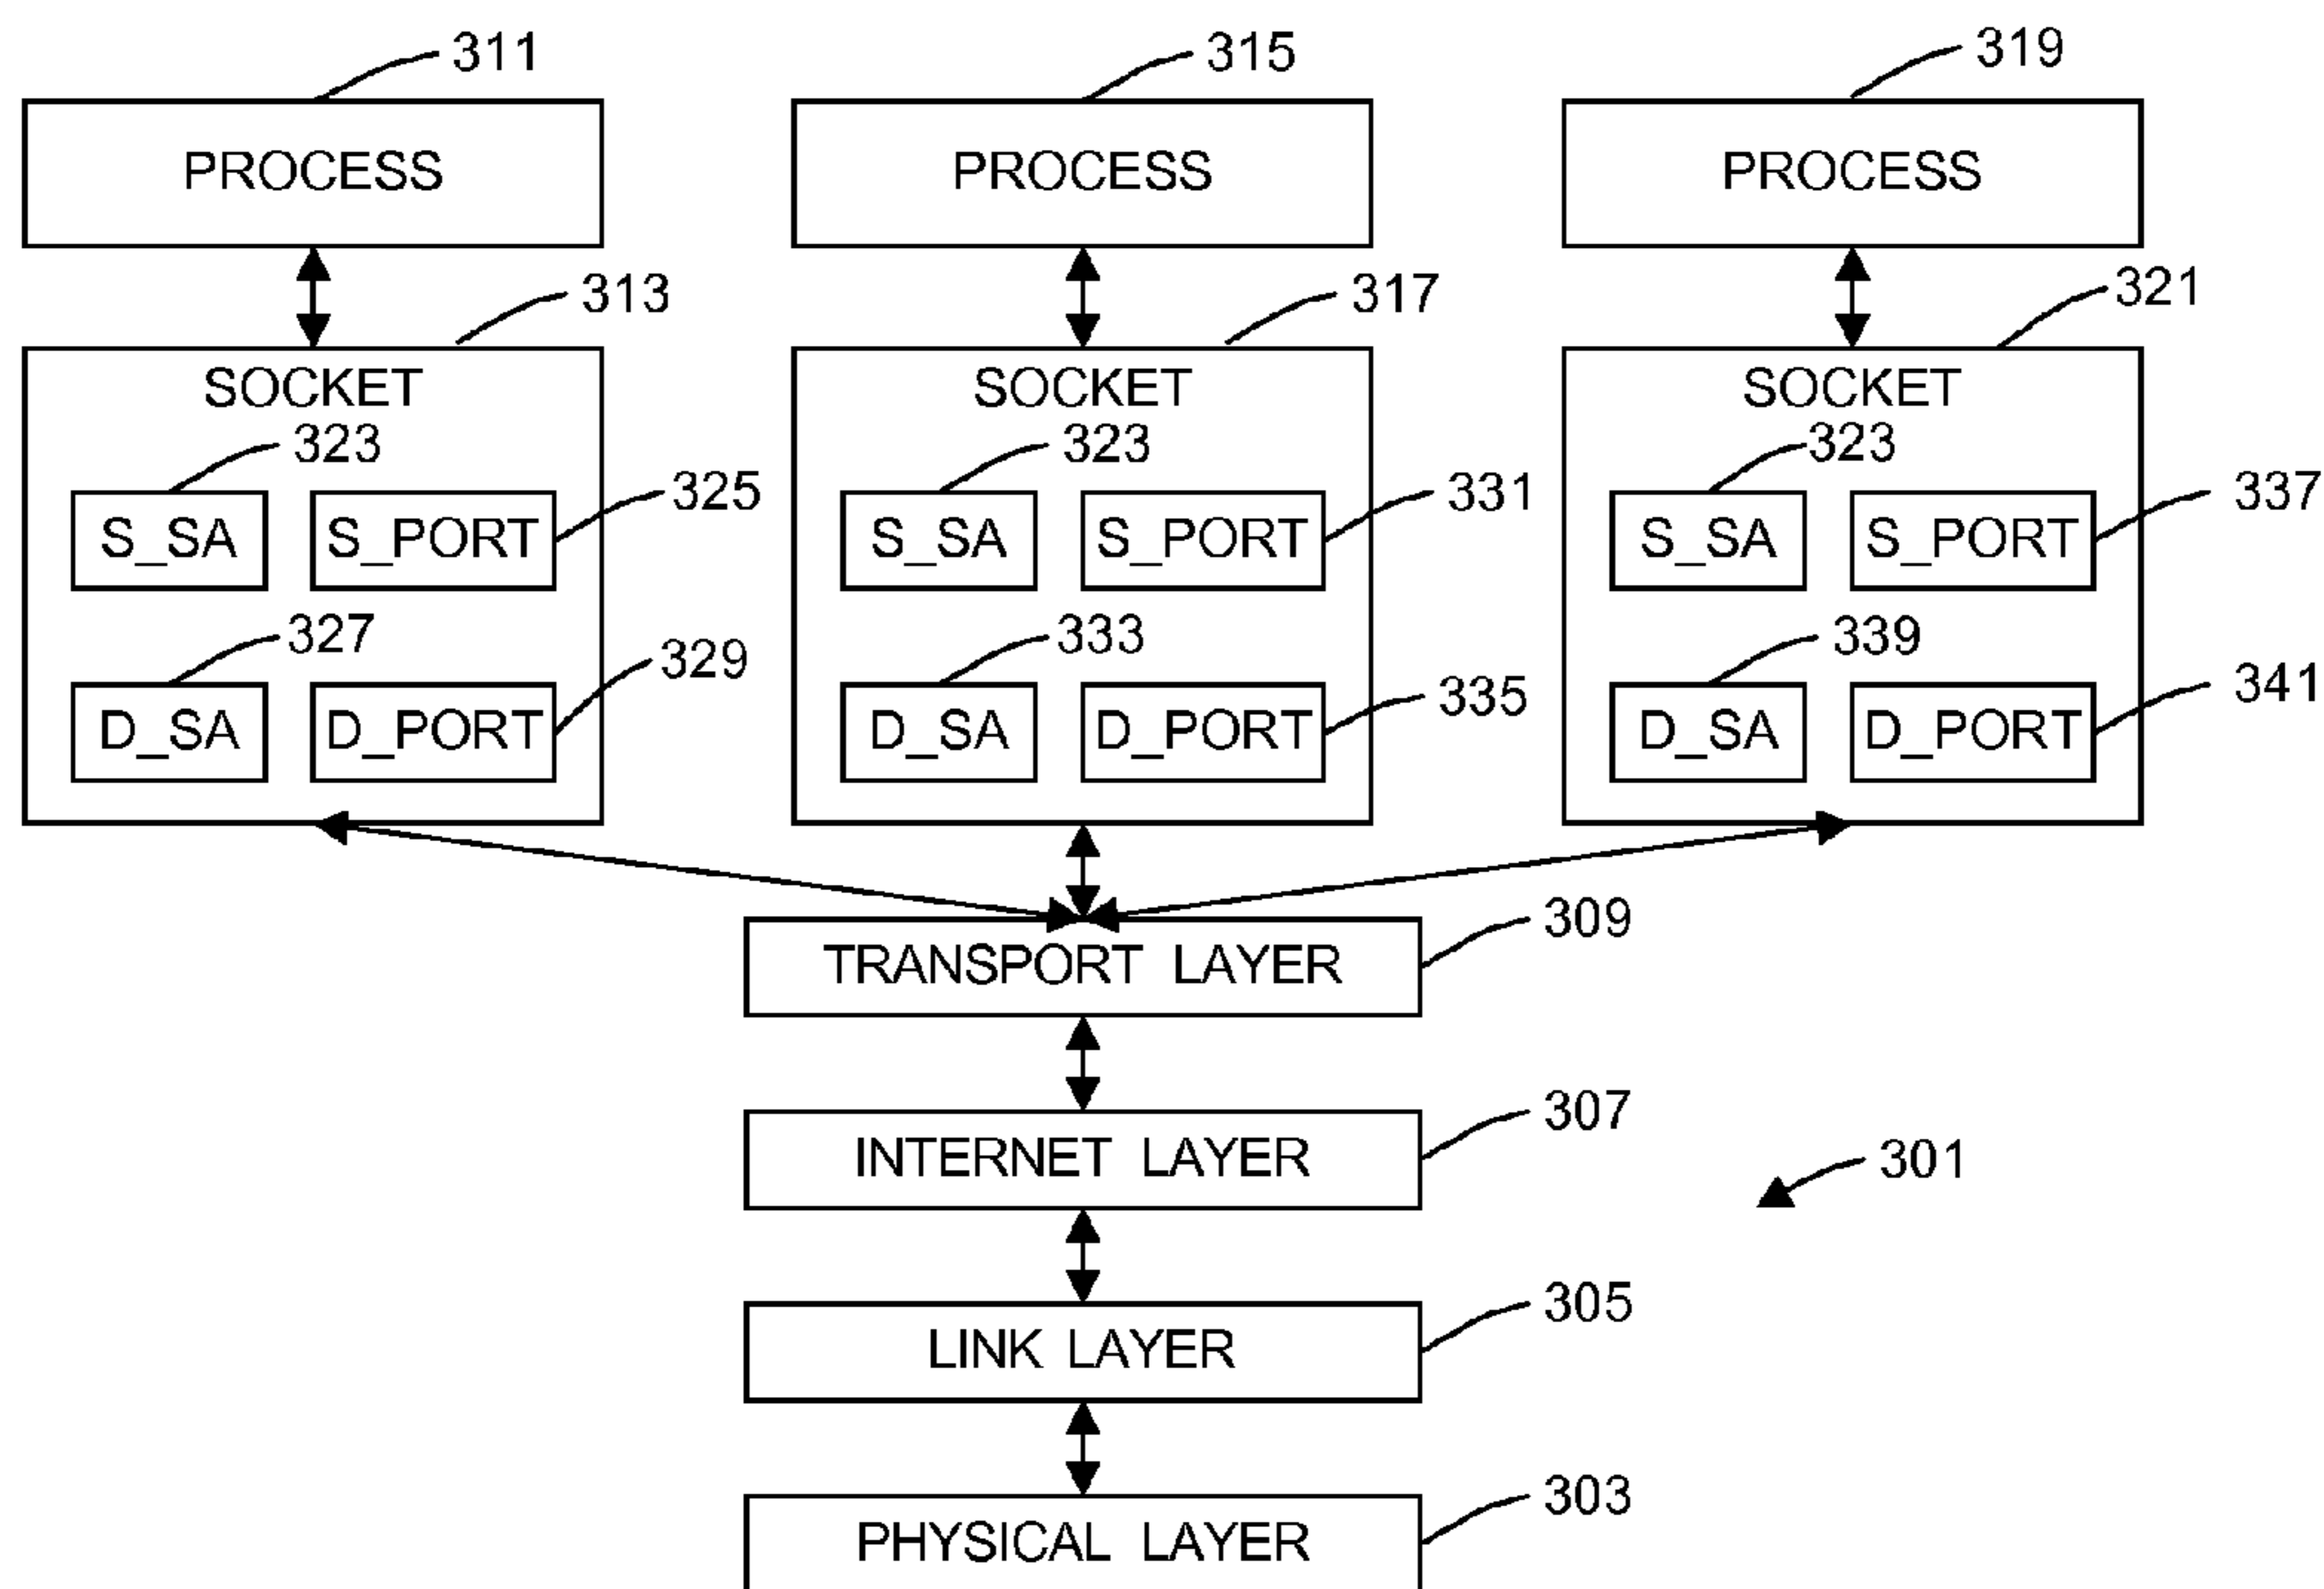 311 315 319
PROCESS PROCESS PROCESS
313 317 321
SOCKET SOCKET SOCKET
323 323 323
325 331 337
S_SA S_PORT S_SA S_PORT S_SA S_PORT
327 333 339
329 335 341
D_SA D_PORT D_SA D_PORT D_SA D_PORT
309
TRANSPORT LAYER
307
INTERNET LAYER
301
305
LINK LAYER
303
PHYSICAL LAYER